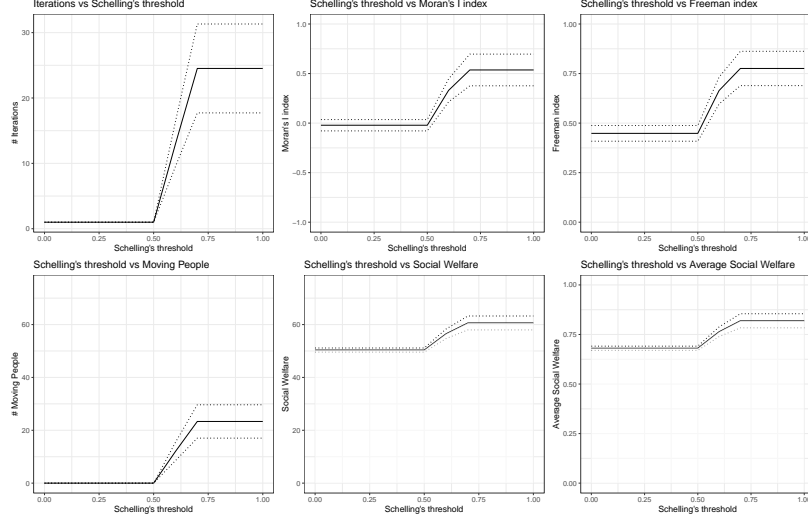 Iterations vs Schelling's threshold
30
20
10
0
# Iterations
0.00 0.25 0.50 0.75 1.00
Schelling's threshold
Schelling's threshold vs Moran's I index
1.0
0.5
0.0
−0.5
−1.0
Moran's I index
0.00 0.25 0.50 0.75 1.00
Schelling's threshold
Schelling's threshold vs Freeman index
1.00
0.75
0.50
0.25
0.00
Freeman index
0.00 0.25 0.50 0.75 1.00
Schelling's threshold
Schelling's threshold vs Moving People
60
40
20
0
# Moving People
0.00 0.25 0.50 0.75 1.00
Schelling's threshold
Schelling's threshold vs Social Welfare
60
40
20
0
Social Welfare
0.00 0.25 0.50 0.75 1.00
Schelling's threshold
Schelling's threshold vs Average Social Welfare
1.00
0.75
0.50
0.25
0.00
Average Social Welfare
0.00 0.25 0.50 0.75 1.00
Schelling's threshold